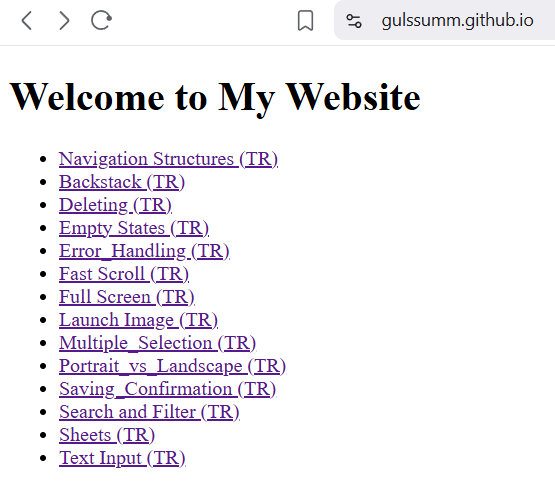 gulssumm.github.io
Welcome to My Website
Navigation Structures (TR)
Backstack (TR)
Deleting (TR)
Empty States (TR)
Error_Handling (TR)
Fast Scroll (TR)
Full Screen (TR)
Launch Image (TR)
Multiple_Selection (TR)
Portrait_vs_Landscape (TR)
Saving_Confirmation (TR)
Search and Filter (TR)
Sheets (TR)
Text Input (TR)